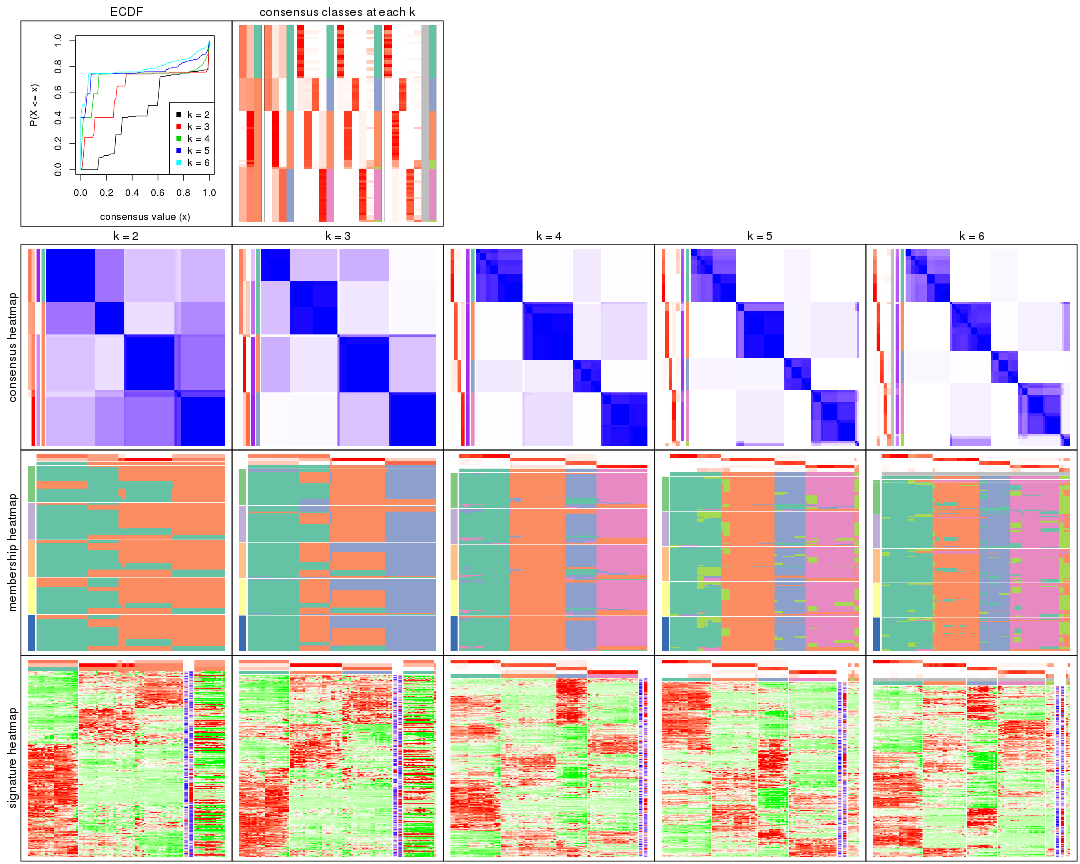 ECDF
consensus classes at each k
P(X <= x)
0.0 0.2 0.4 0.6 0.8 1.0
k = 2
k = 3
k = 4
k = 5
k = 6
0.0 0.2 0.4 0.6 0.8 1.0
consensus value (x)
k = 2 k = 3 k = 4 k = 5 k = 6
consensus heatmap
membership heatmap
signature heatmap